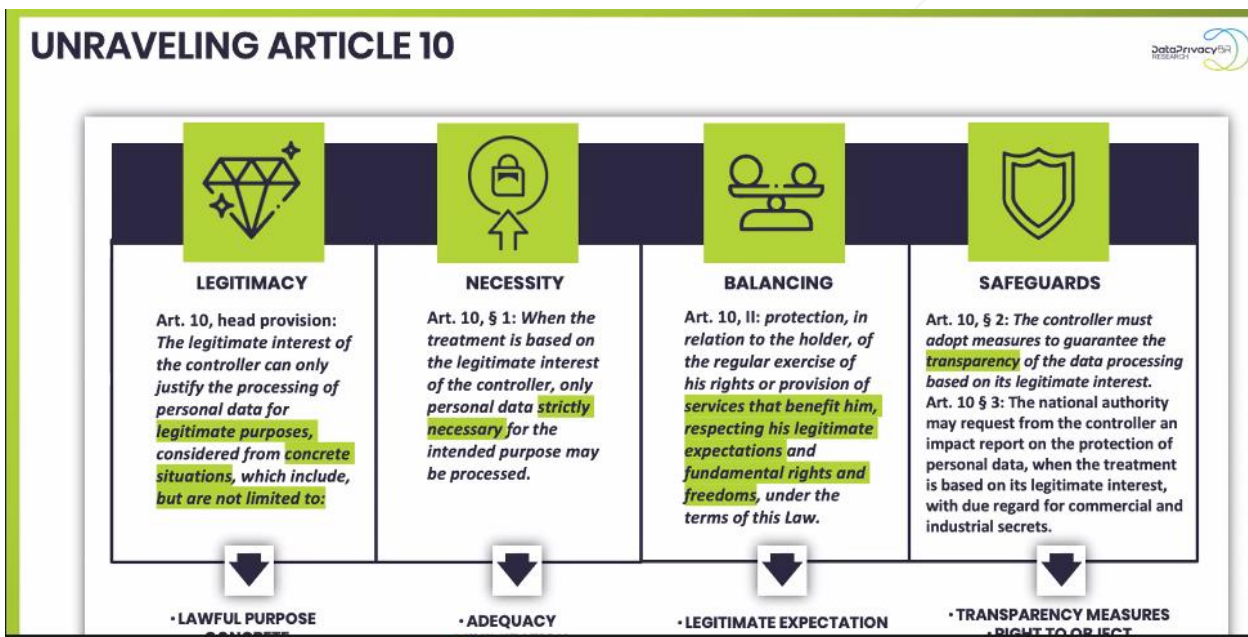 UNRAVELING ARTICLE 10
DataPrivacyBR
RESEARCH
LEGITIMACY
Art. 10, head provision:
The legitimate interest of
the controller can only
justify the processing of
personal data for
legitimate purposes,
considered from concrete
situations, which include,
but are not limited to:
• LAWFUL PURPOSE
CONCRETE
NECESSITY
Art. 10, § 1: When the
treatment is based on
the legitimate interest
of the controller, only
personal data strictly
necessary for the
intended purpose may
be processed.
• ADEQUACY
BALANCING
Art. 10, II: protection, in
relation to the holder, of
the regular exercise of
his rights or provision of
services that benefit him,
respecting his legitimate
expectations and
fundamental rights and
freedoms, under the
terms of this Law.
• LEGITIMATE EXPECTATION
SAFEGUARDS
Art. 10, § 2: The controller must
adopt measures to guarantee the
transparency of the data processing
based on its legitimate interest.
Art. 10 § 3: The national authority
may request from the controller an
impact report on the protection of
personal data, when the treatment
is based on its legitimate interest,
with due regard for commercial and
industrial secrets.
• TRANSPARENCY MEASURES
• RIGHT TO OBJECT